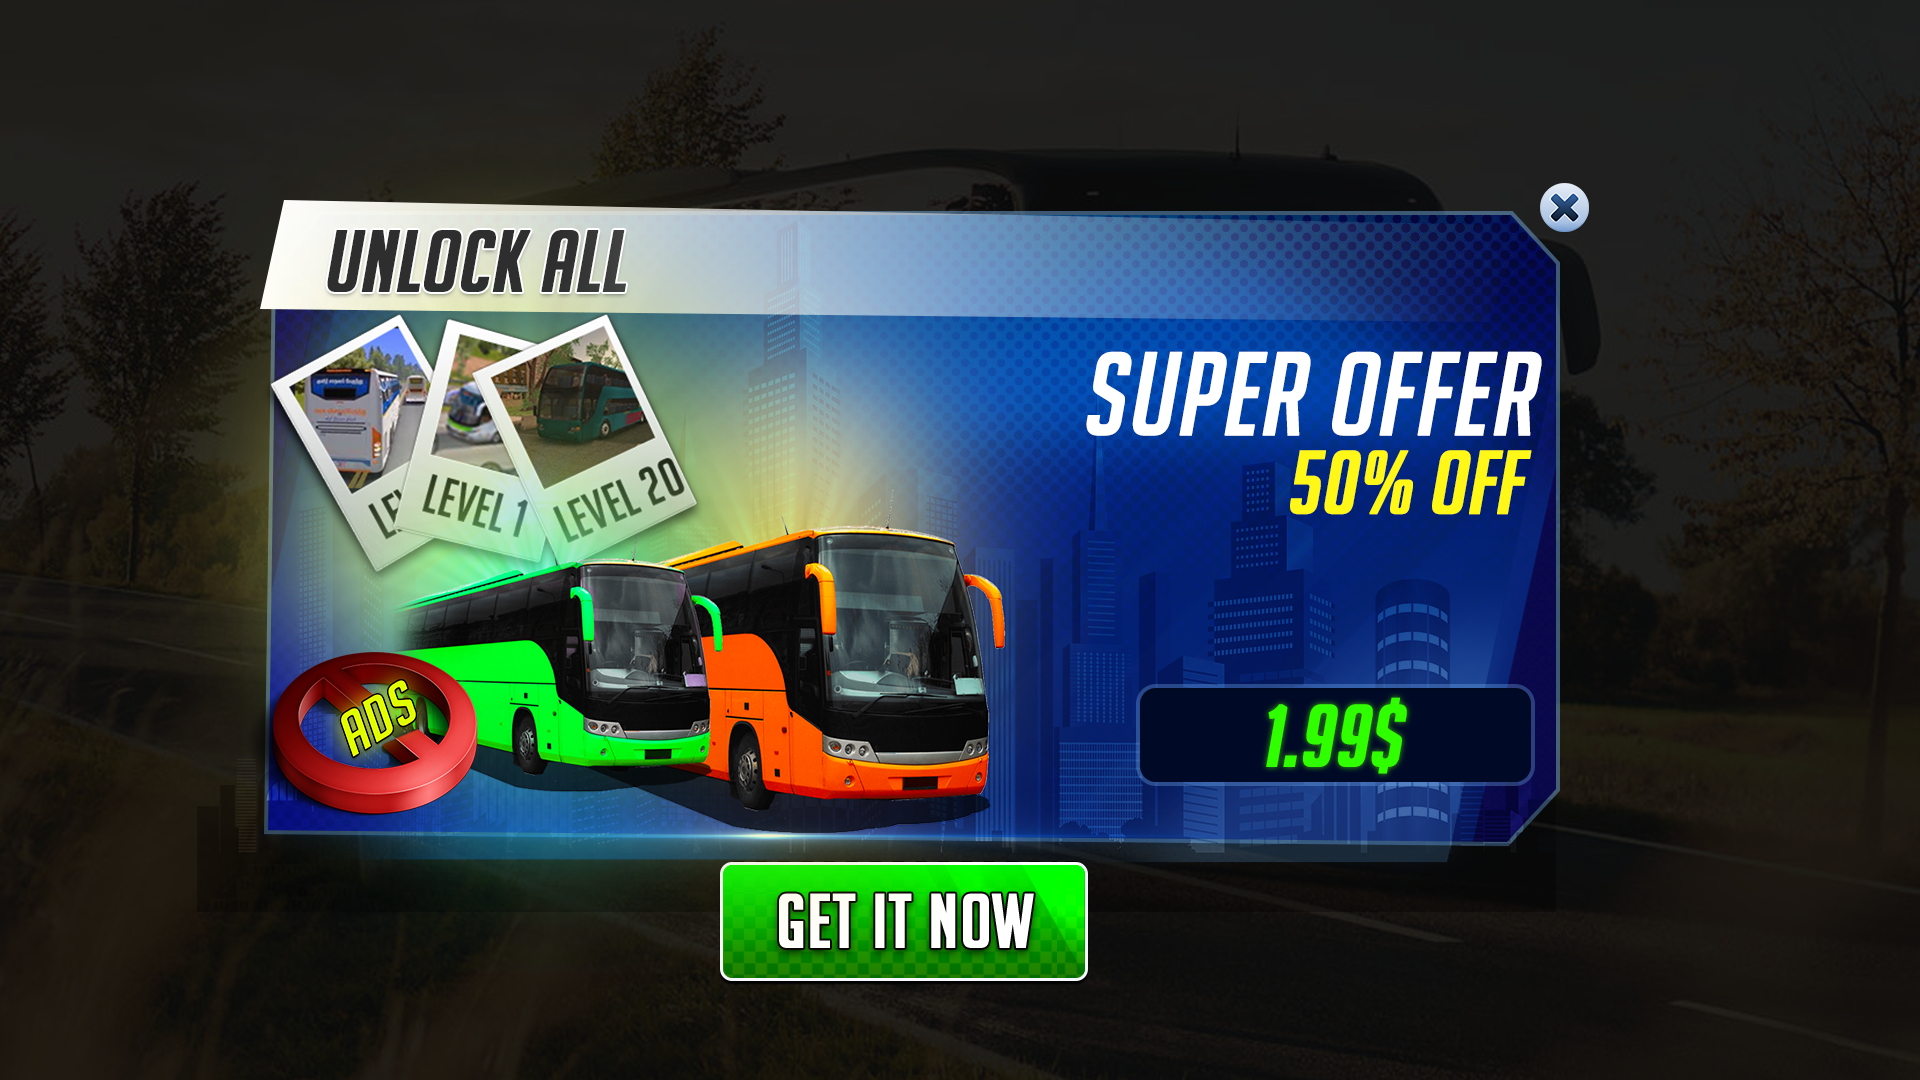 UNLOCK ALL
SUPER OFFER
50% OFF
LEVEL 1
LEVEL 20
ADS
1.99$
GET IT NOW